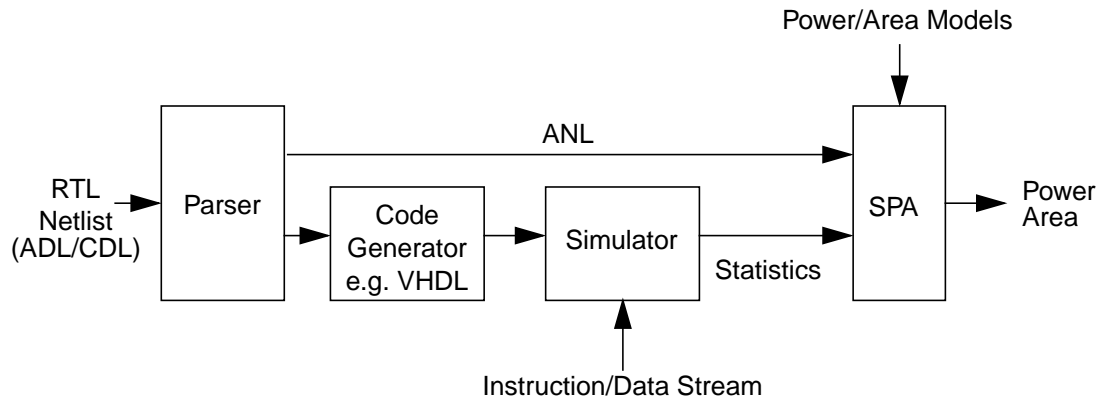 Power/Area Models
ANL
RTL
Netlist
(ADL/CDL)
Parser
Code
Generator
e.g. VHDL
Simulator
Statistics
SPA
Power
Area
Instruction/Data Stream